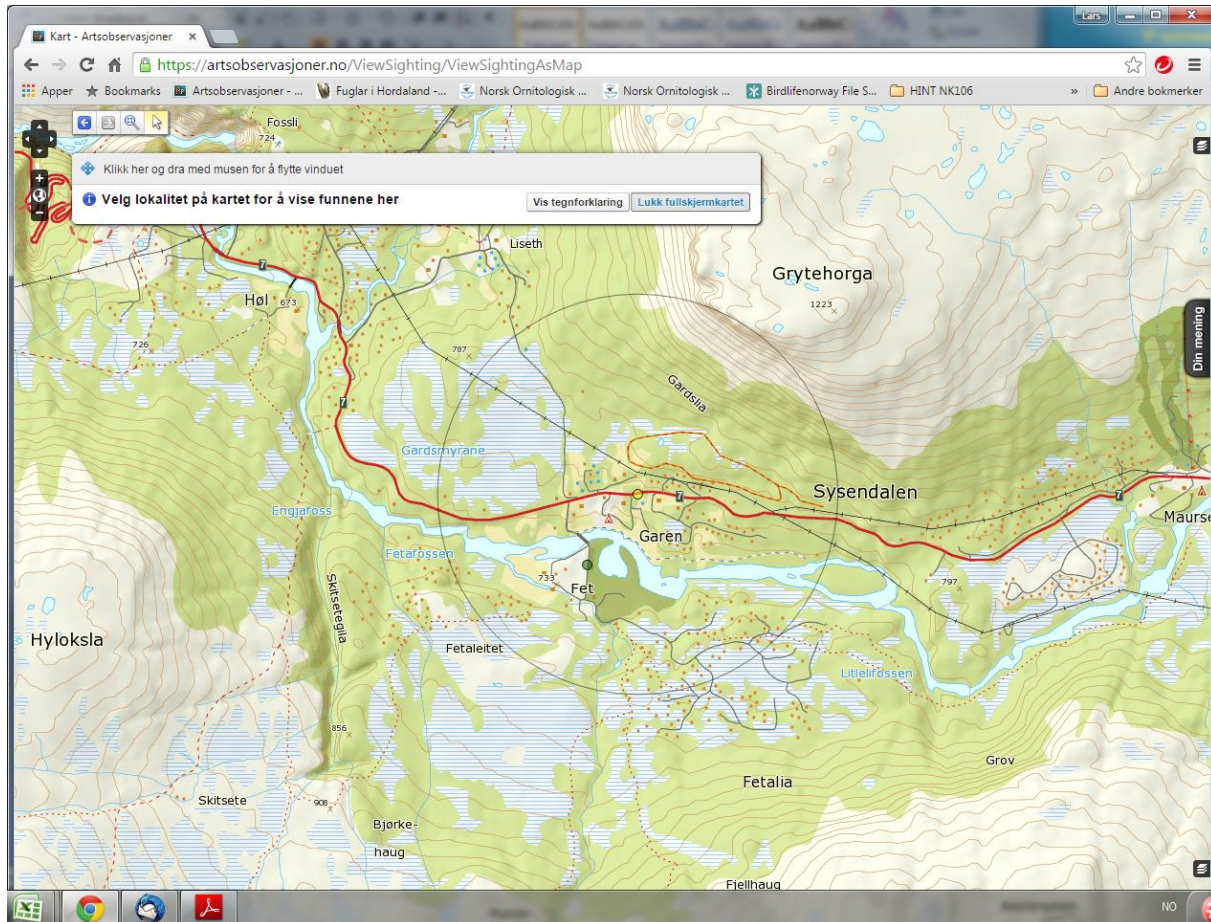 Lars
Kart - Artsobservasjoner
https://artsobservasjoner.no/ViewSighting/ViewSightingAsMap
Apper Bookmarks Artsobservasjoner - ... Fuglar i Hordaland -... Norsk Ornitologisk ... Norsk Ornitologisk ... Birdlifenorway File S... HINT NK106 » Andre bokmerker
Fossli
724
Klikk her og dra med musen for å flytte vinduet
Velg lokalitet på kartet for å vise funnene her
Vis tegnforklaring
Lukk fullskjermkartet
Liseth
7
Grytehorga
1223
Høl
673
Din mening
726
787
Gardslia
7
Gardsmyrane
Sysendalen
7
7
Engjafoss
Garen
Maurse
Fetafossen
733
Fet
797
Skitsetegila
Hyloksla
Fetaleitet
Litlelifossen
856
Grov
Fetalia
Skitsete
908
Bjørke-
haug
Fjellhaug
NO